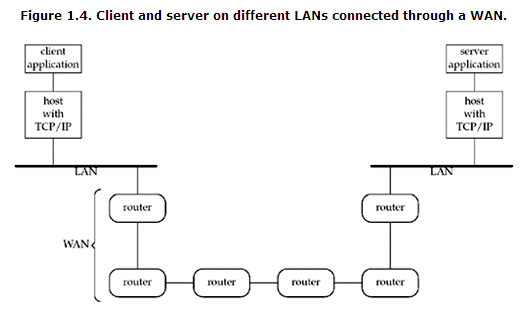 Figure 1.4. Client and server on different LANs connected through a WAN.
client
application
server
application
host
with
TCP/IP
host
with
TCP/IP
LAN
LAN
router
router
WAN
router
router
router
router